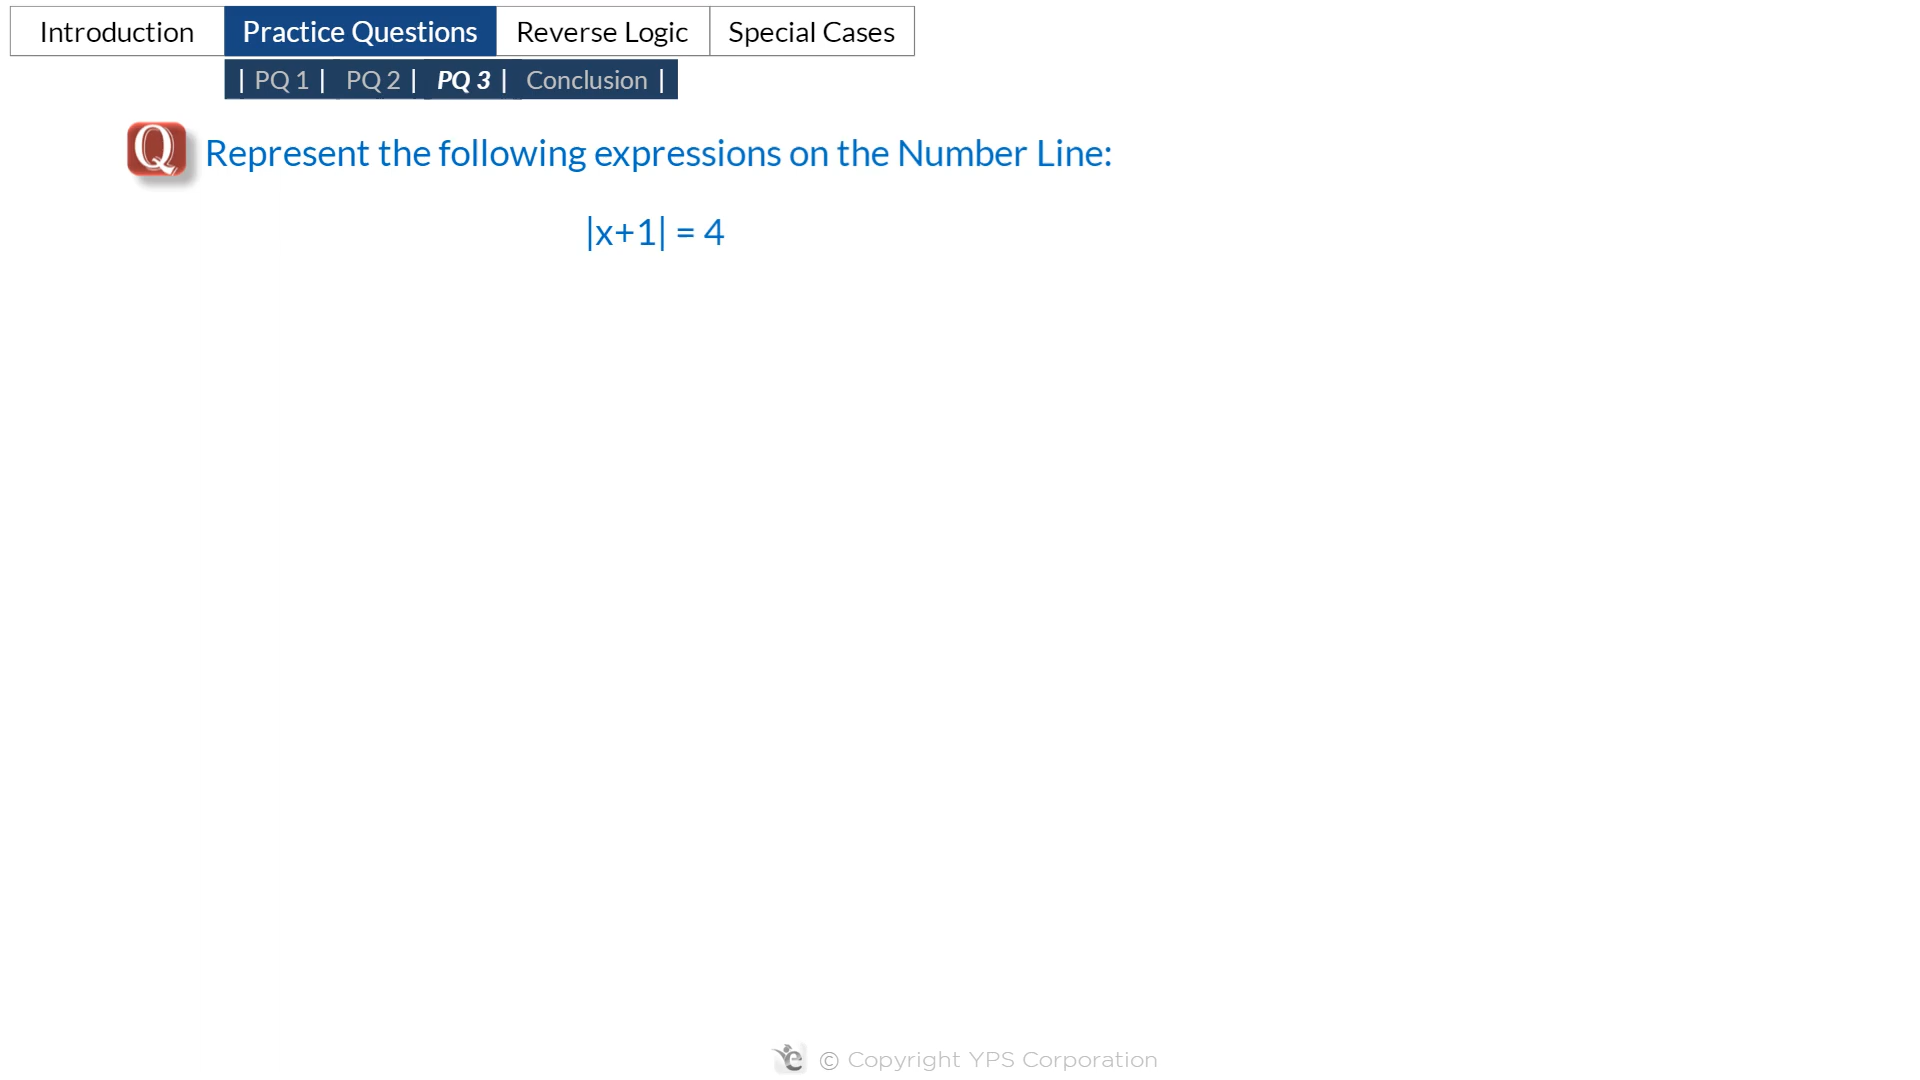 Introduction Practice Questions Reverse Logic Special Cases
| PQ 1 | PQ 2 | PQ 3 | Conclusion |
Q Represent the following expressions on the Number Line:
|x+1| = 4
e © Copyright YPS Corporation